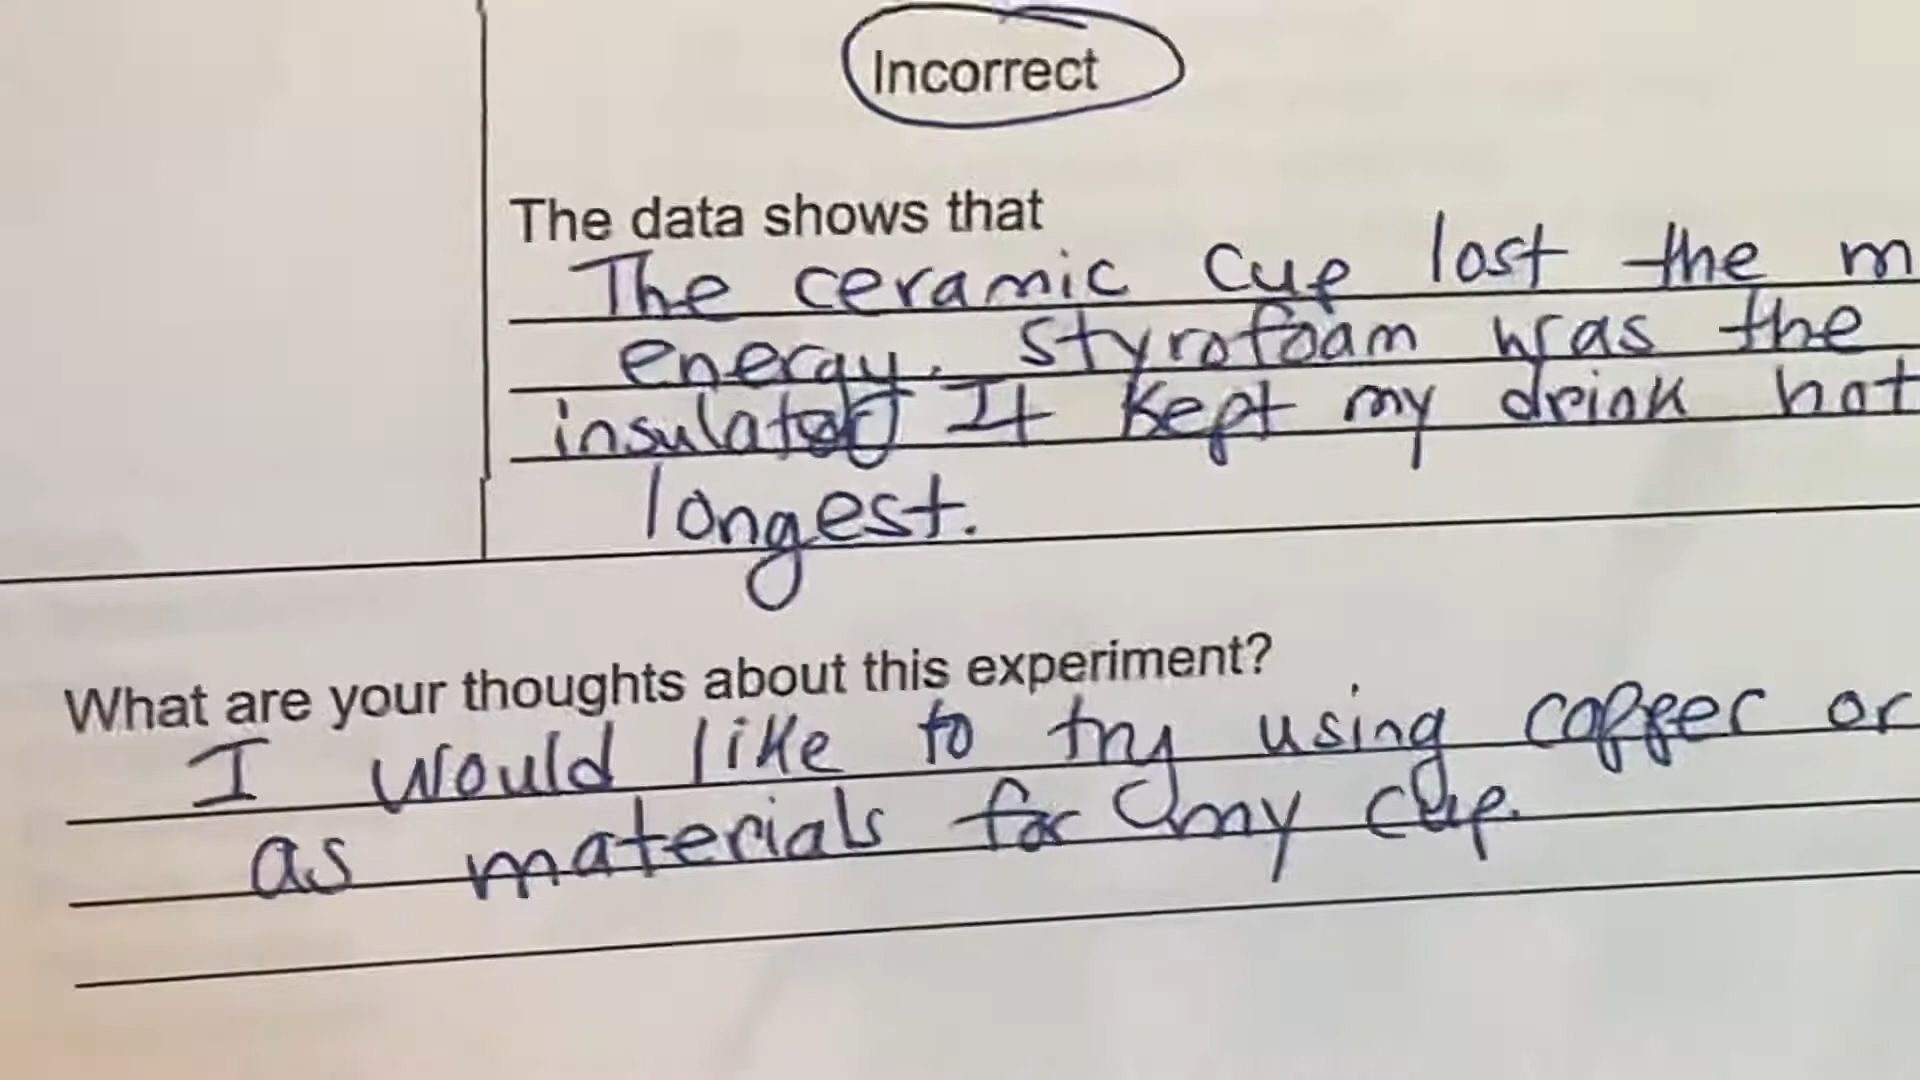 Incorrect
The data shows that
The ceramic cup lost the m
energy. Styrofoam was the
insulated It kept my drink hot
longest.
What are your thoughts about this experiment?
I would like to try using copper or
as materials for my cup.